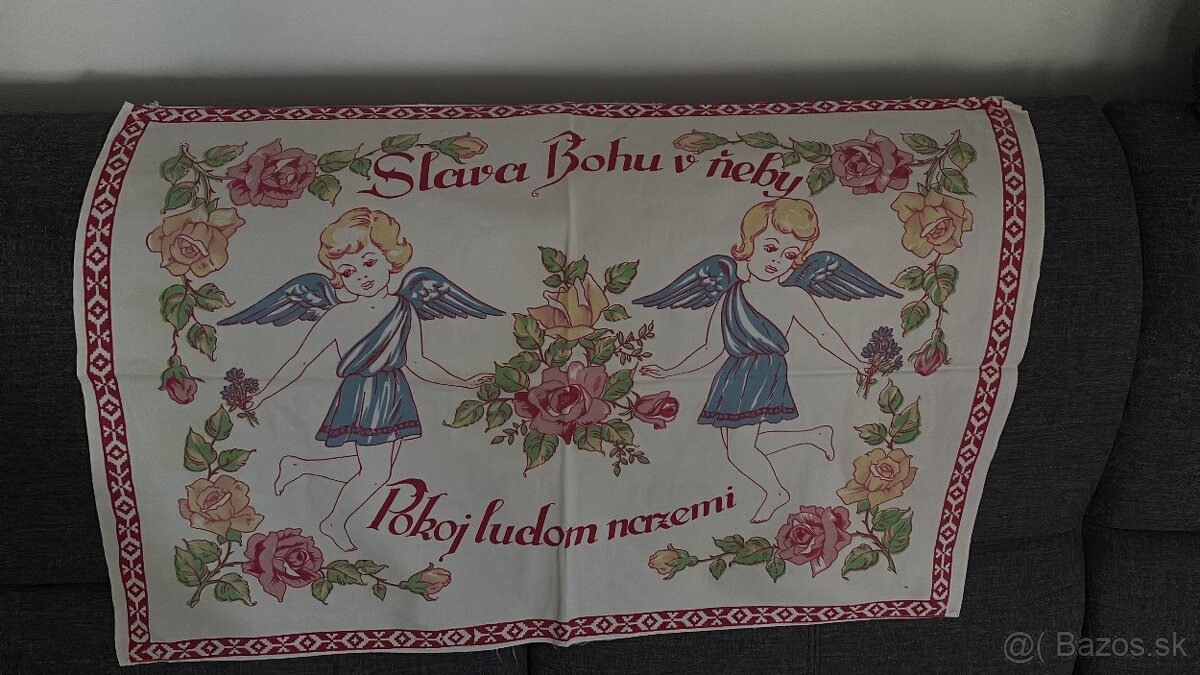 Slava Bohu v ňeby
Pokoj ludom nazemi
@( Bazos.sk